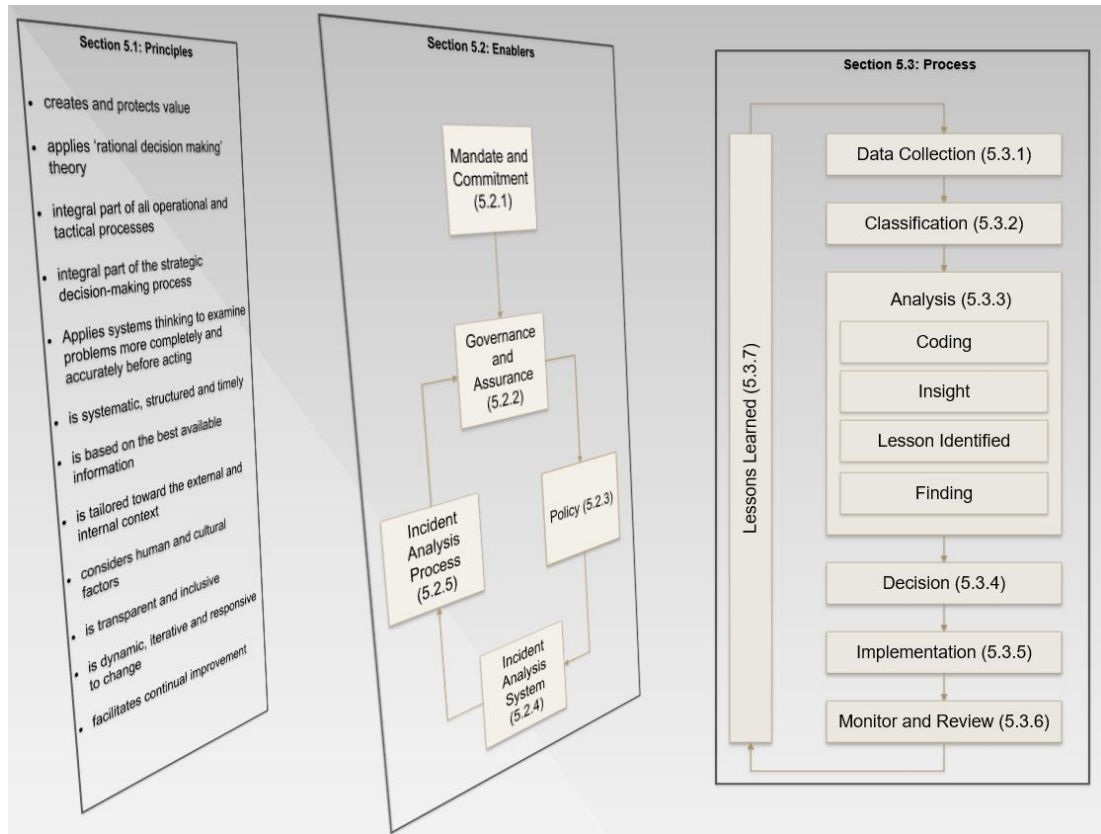 Section 5.1: Principles
• creates and protects value
• applies ‘rational decision making’
theory
• integral part of all operational and
tactical processes
• integral part of the strategic
decision-making process
• Applies systems thinking to examine
problems more completely and
accurately before acting
• is systematic, structured and timely
• is based on the best available
information
• is tailored toward the external and
internal context
• considers human and cultural
factors
• is transparent and inclusive
• is dynamic, iterative and responsive
to change
• facilitates continual improvement
Section 5.2: Enablers
Mandate and
Commitment
(5.2.1)
Governance
and
Assurance
(5.2.2)
Policy (5.2.3)
Incident
Analysis
System
(5.2.4)
Incident
Analysis
Process
(5.2.5)
Section 5.3: Process
Data Collection (5.3.1)
Classification (5.3.2)
Analysis (5.3.3)
Coding
Insight
Lesson Identified
Finding
Decision (5.3.4)
Implementation (5.3.5)
Monitor and Review (5.3.6)
Lessons Learned (5.3.7)